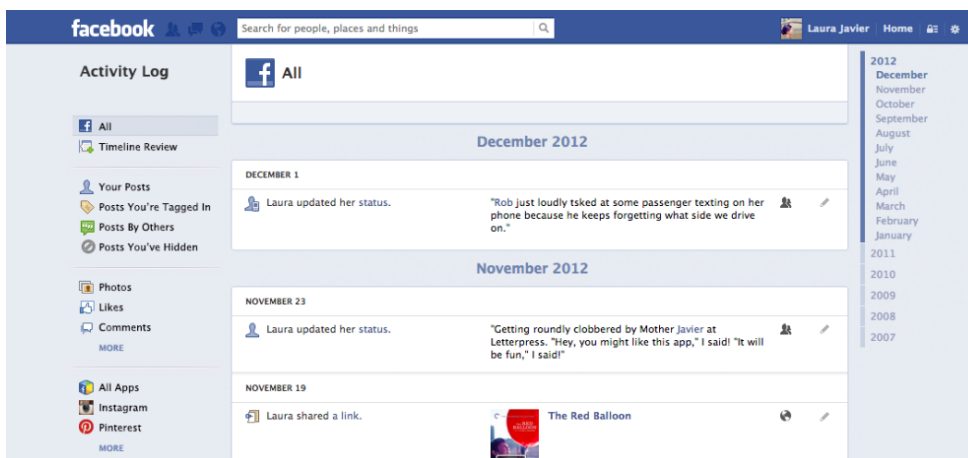 facebook
Search for people, places and things
Laura Javier
Home
Activity Log
All
Timeline Review
Your Posts
Posts You're Tagged In
Posts By Others
Posts You've Hidden
Photos
Likes
Comments
MORE
All Apps
Instagram
Pinterest
MORE
All
December 2012
DECEMBER 1
Laura updated her status.
"Rob just loudly tsked at some passenger texting on her
phone because he keeps forgetting what side we drive
on."
November 2012
NOVEMBER 23
Laura updated her status.
"Getting roundly clobbered by Mother Javier at
Letterpress. "Hey, you might like this app," I said! "It will
be fun," I said!"
NOVEMBER 19
Laura shared a link.
The Red Balloon
2012
December
November
October
September
August
July
June
May
April
March
February
January
2011
2010
2009
2008
2007